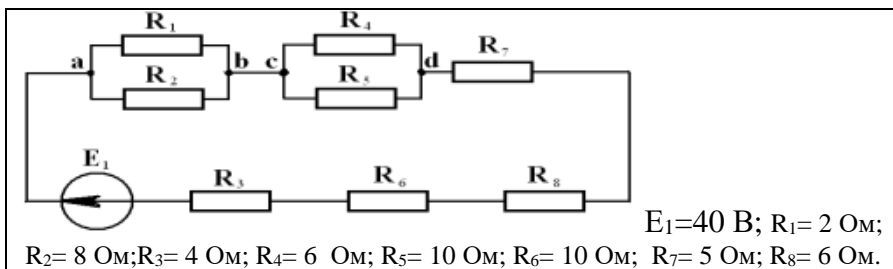 R₁ R₄
a b c d R₇
R₂ R₅
E₁
R₃ R₆ R₈
E₁=40 В; R₁= 2 Ом;
R₂= 8 Ом;R₃= 4 Ом; R₄= 6 Ом; R₅= 10 Ом; R₆= 10 Ом; R₇= 5 Ом; R₈= 6 Ом.